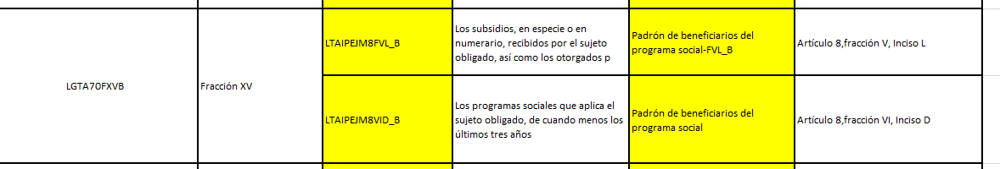 Los subsidios, en especie o en
numerario, recibidos por el sujeto
obligado, así como los otorgados p
LTAIPEJM8FVL_B
Padrón de beneficiarios del
programa social-FVL_B
Artículo 8,fracción V, Inciso L
LGTA70FXVB
Fracción XV
LTAIPEJM8VID_B
Los programas sociales que aplica el
sujeto obligado, de cuando menos los
últimos tres años
Padrón de beneficiarios del
programa social
Artículo 8,fracción VI, Inciso D